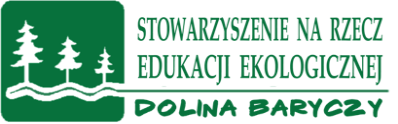 STOWARZYSZENIE NA RZECZ
EDUKACJI EKOLOGICZNEJ
DOLINA BARYCZY